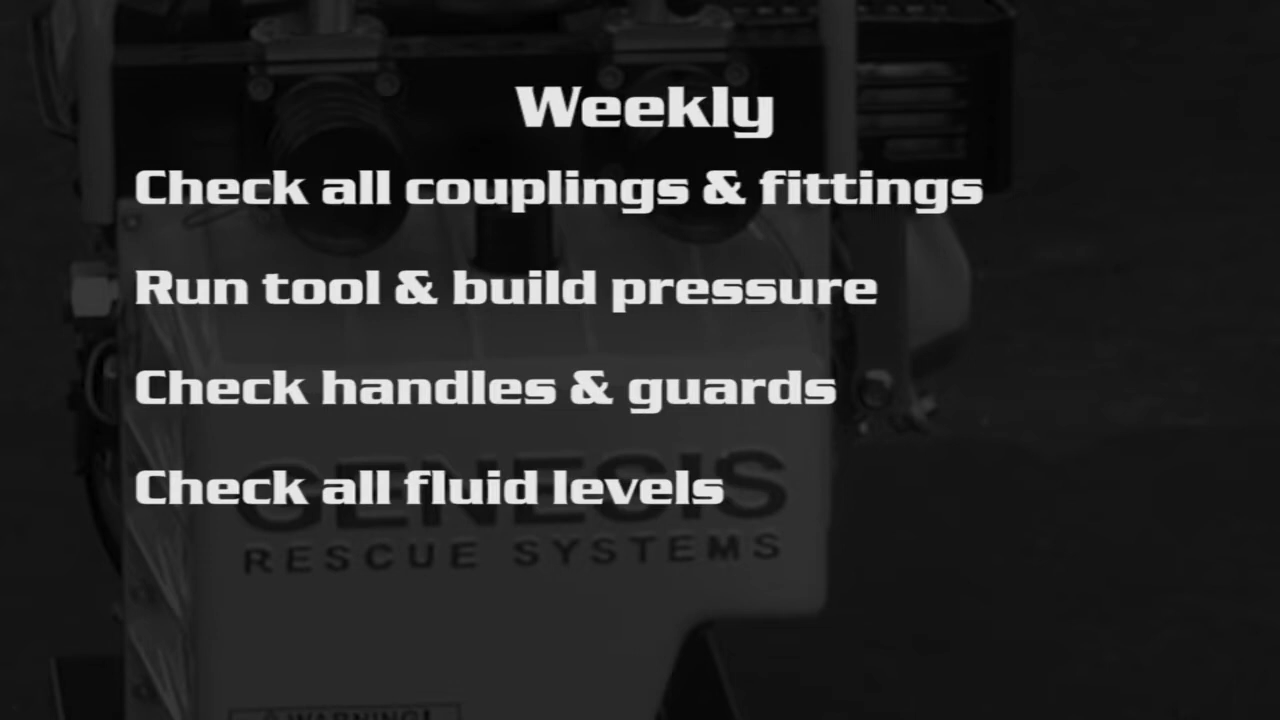 Weekly
Check all couplings & fittings
Run tool & build pressure
Check handles & guards
Check all fluid levels
GENESIS
RESCUE SYSTEMS
WARNING!